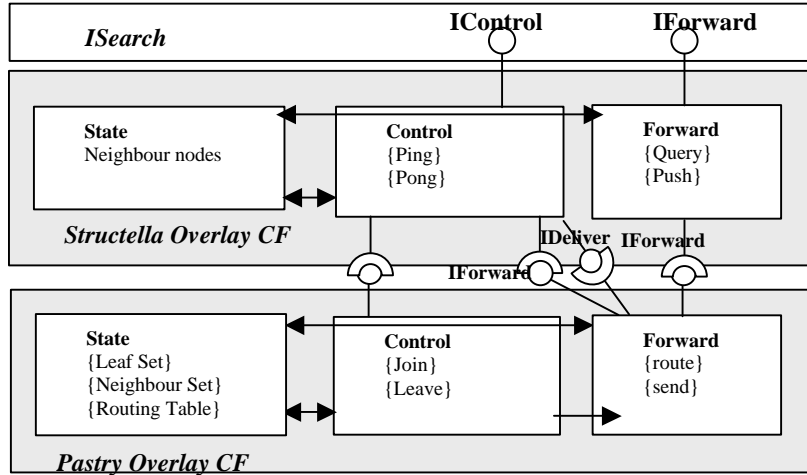 IControl
IForward
ISearch
State
Neighbour nodes
Control
{Ping}
{Pong}
Forward
{Query}
{Push}
Structella Overlay CF
IDeliver
IForward
IForward
State
{Leaf Set}
{Neighbour Set}
{Routing Table}
Control
{Join}
{Leave}
Forward
{route}
{send}
Pastry Overlay CF